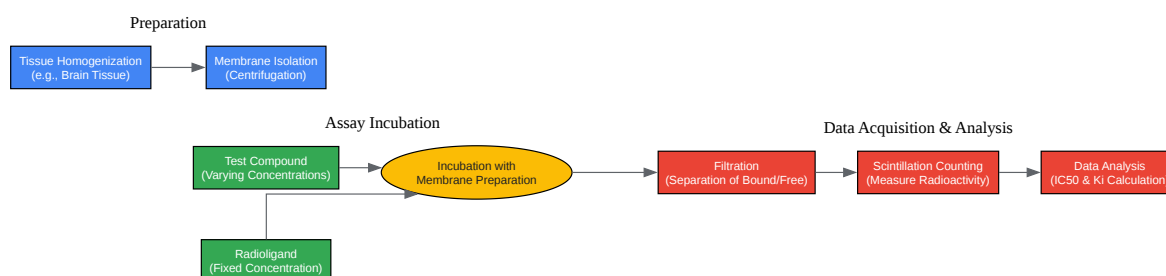 Preparation
Tissue Homogenization
(e.g., Brain Tissue)
Membrane Isolation
(Centrifugation)
Assay Incubation
Test Compound
(Varying Concentrations)
Incubation with
Membrane Preparation
Radioligand
(Fixed Concentration)
Data Acquisition & Analysis
Filtration
(Separation of Bound/Free)
Scintillation Counting
(Measure Radioactivity)
Data Analysis
(IC50 & Ki Calculation)